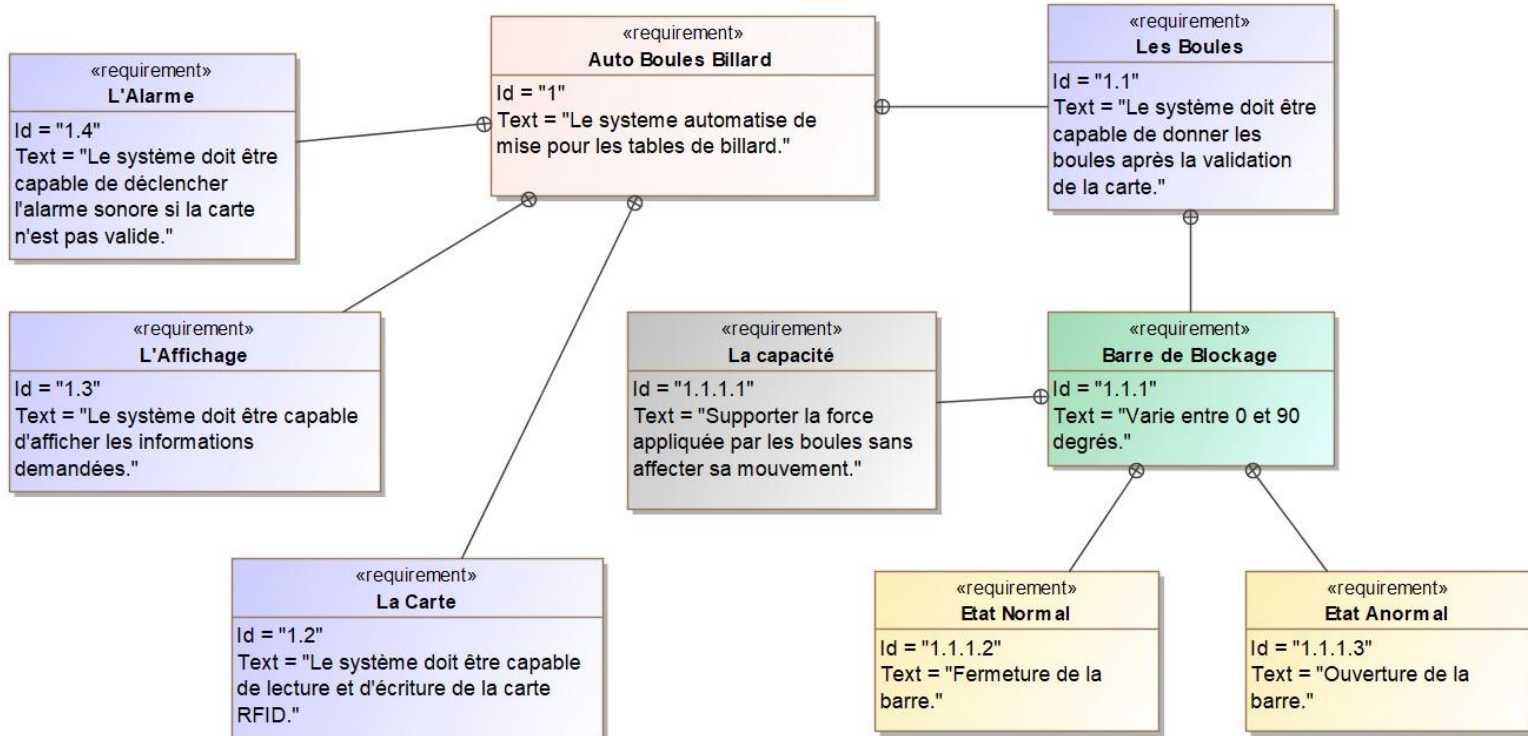 «requirement»
Auto Boules Billard
Id = "1"
Text = "Le systeme automatise de
mise pour les tables de billard."
«requirement»
Les Boules
Id = "1.1"
Text = "Le système doit être
capable de donner les
boules après la validation
de la carte."
«requirement»
L'Alarme
Id = "1.4"
Text = "Le système doit être
capable de déclencher
l'alarme sonore si la carte
n'est pas valide."
«requirement»
L'Affichage
Id = "1.3"
Text = "Le système doit être capable
d'afficher les informations
demandées."
«requirement»
La capacité
Id = "1.1.1.1"
Text = "Supporter la force
appliquée par les boules sans
affecter sa mouvement."
«requirement»
Barre de Blockage
Id = "1.1.1"
Text = "Varie entre 0 et 90
degrés."
«requirement»
La Carte
Id = "1.2"
Text = "Le système doit être capable
de lecture et d'écriture de la carte
RFID."
«requirement»
Etat Normal
Id = "1.1.1.2"
Text = "Fermeture de la
barre."
«requirement»
Etat Anormal
Id = "1.1.1.3"
Text = "Ouverture de la
barre."